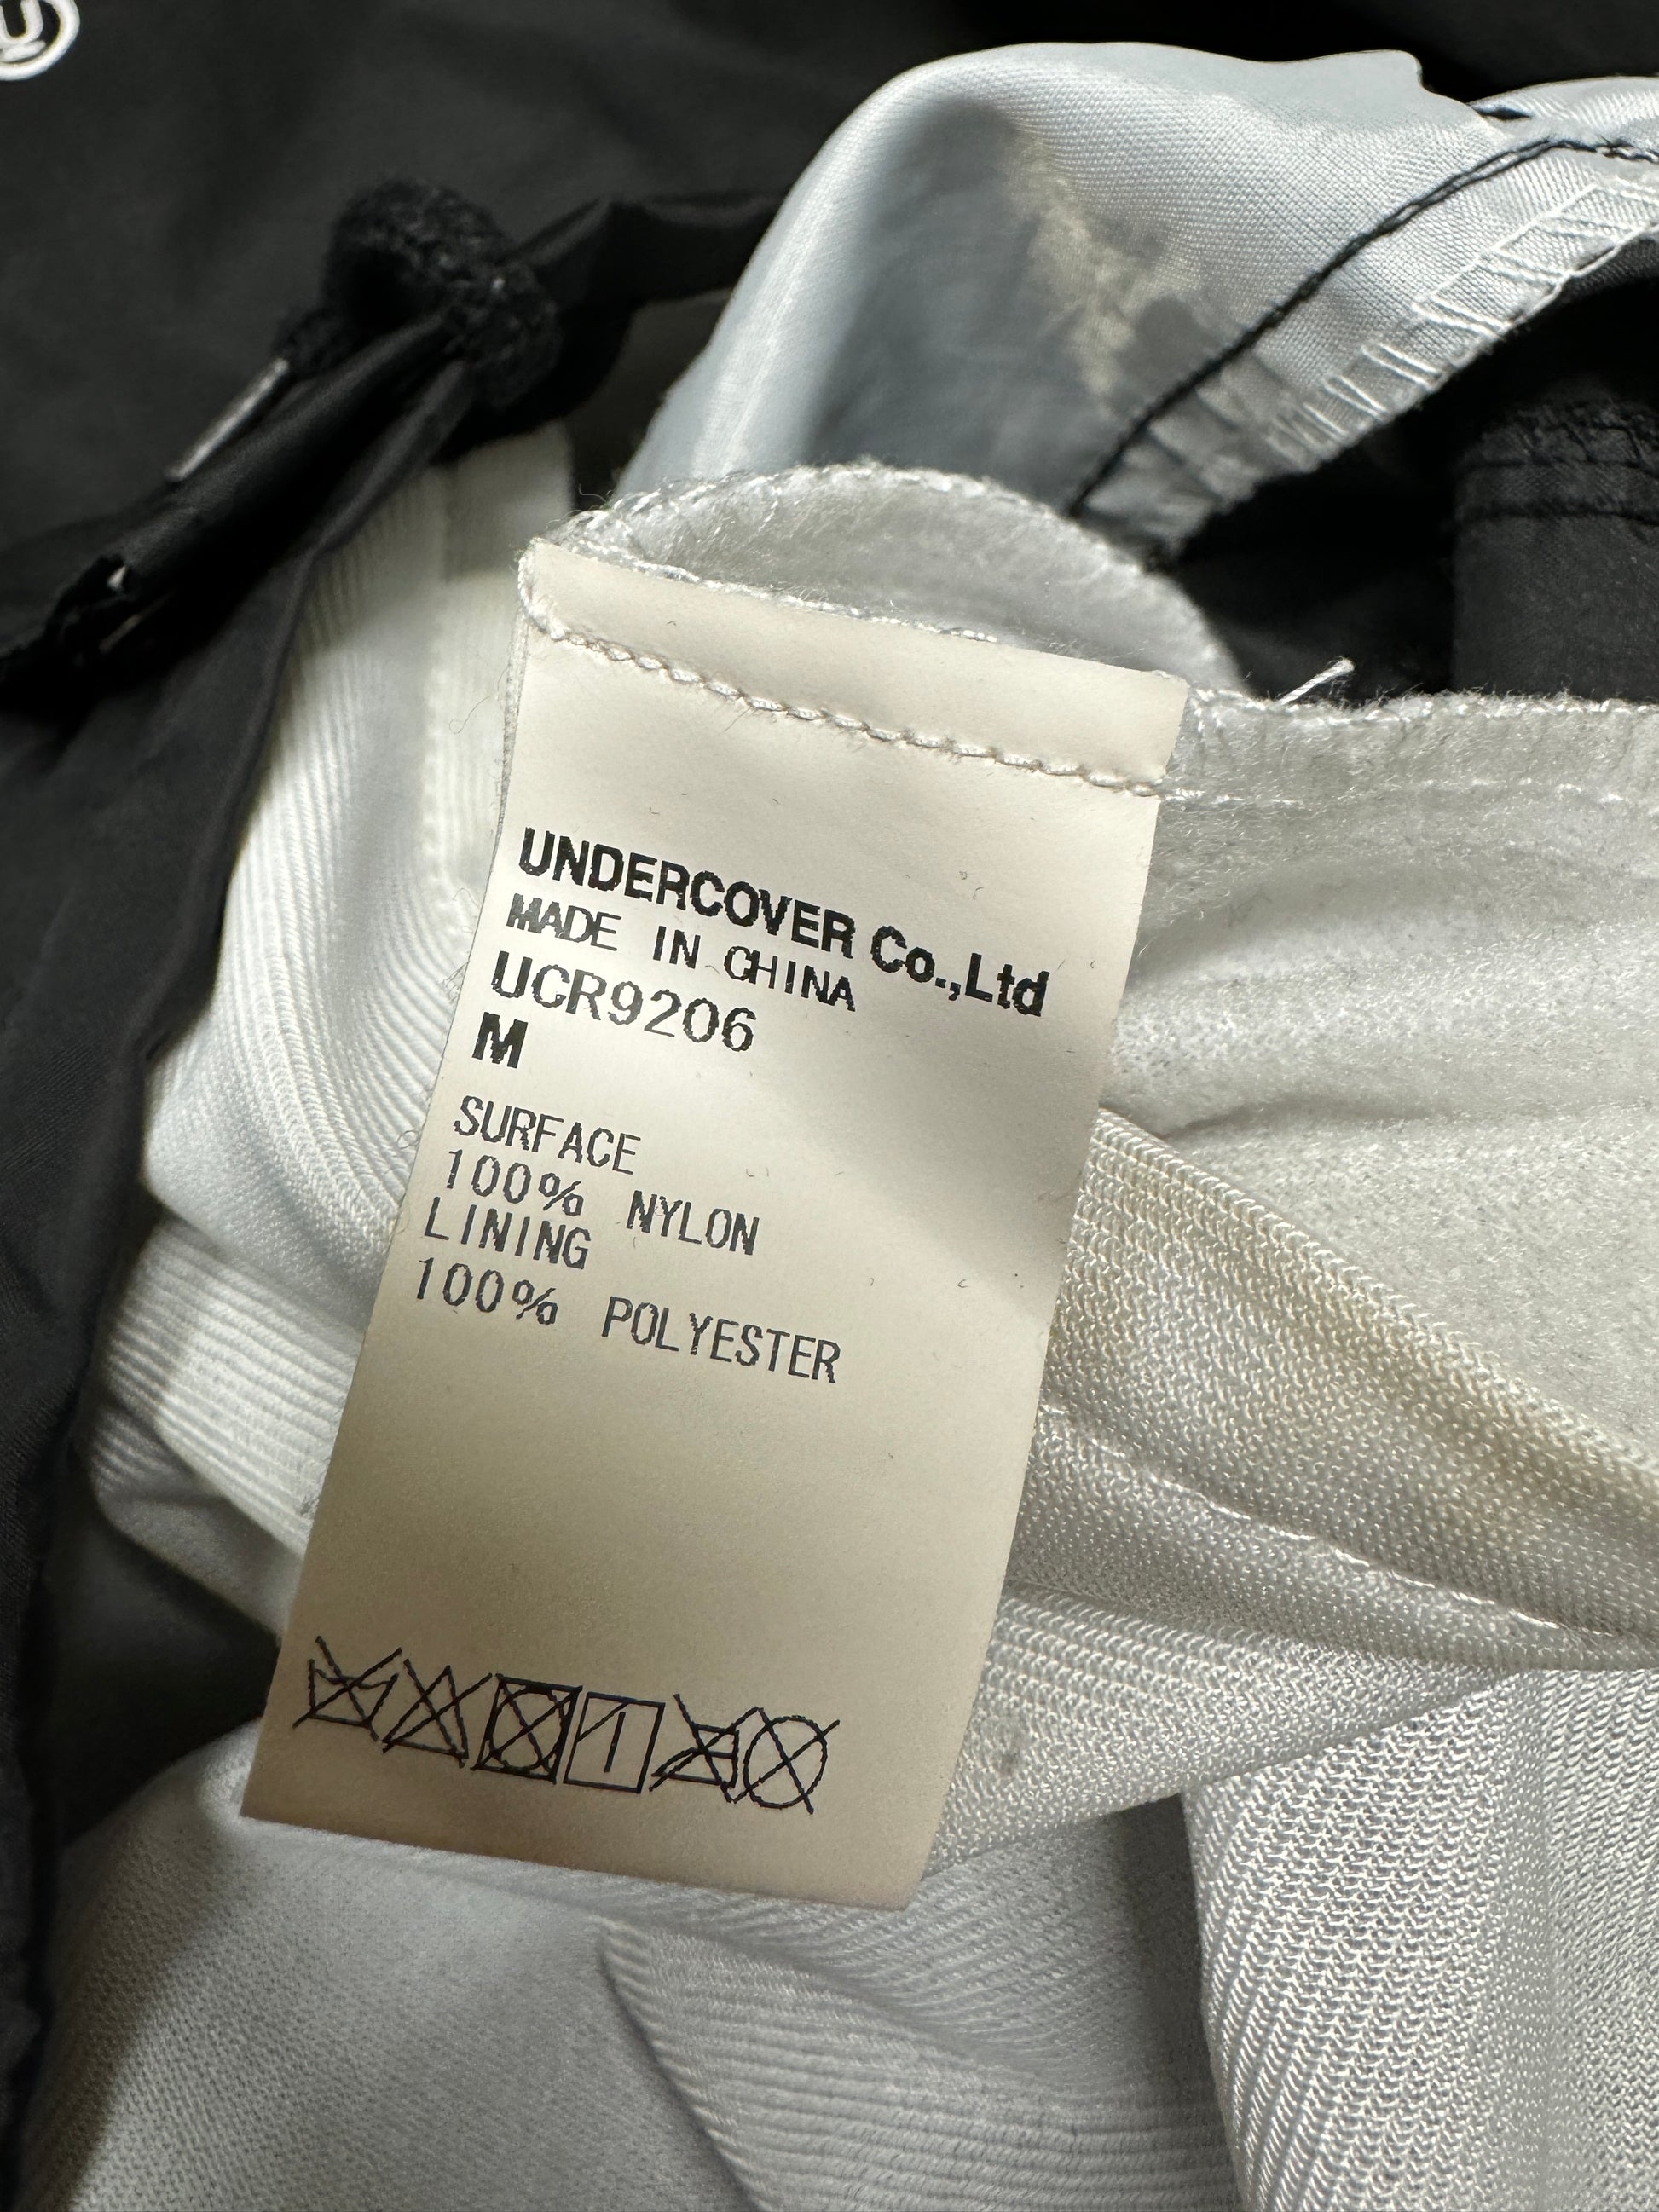 U
UNDERCOVER Co.,Ltd
MADE IN CHINA
UCR9206
M
SURFACE
100% NYLON
LINING
100% POLYESTER